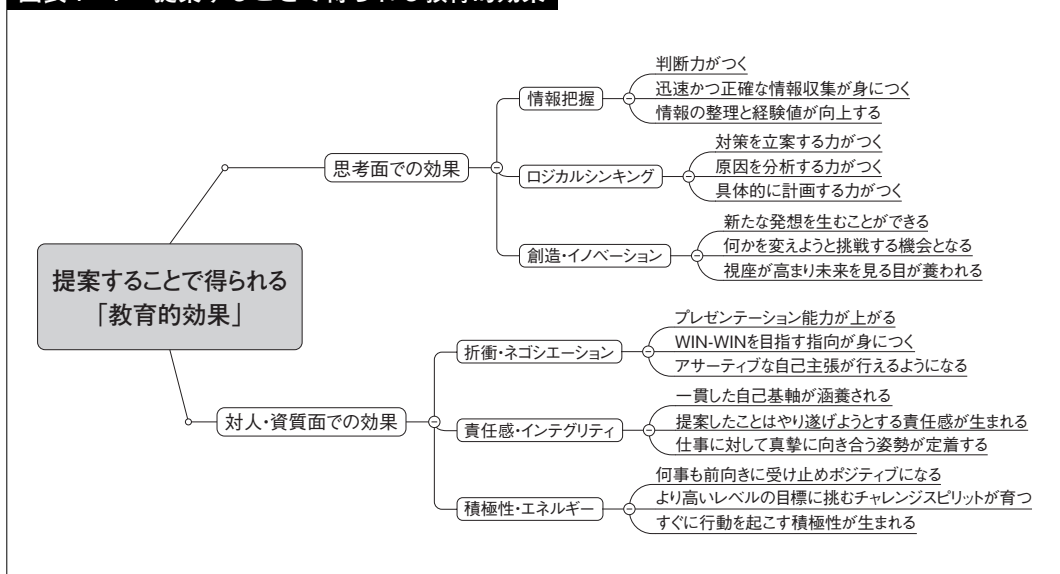 提案することで得られる教育的効果
判断力がつく
情報把握
迅速かつ正確な情報収集が身につく
情報の整理と経験値が向上する
思考面での効果
対策を立案する力がつく
ロジカルシンキング
原因を分析する力がつく
具体的に計画する力がつく
新たな発想を生むことができる
創造・イノベーション
何かを変えようと挑戦する機会となる
視座が高まり未来を見る目が養われる
提案することで得られる
「教育的効果」
プレゼンテーション能力が上がる
折衝・ネゴシエーション
WIN-WINを目指す指向が身につく
アサーティブな自己主張が行えるようになる
対人・資質面での効果
一貫した自己基軸が涵養される
責任感・インテグリティ
提案したことはやり遂げようとする責任感が生まれる
仕事に対して真摯に向き合う姿勢が定着する
何事も前向きに受け止めポジティブになる
積極性・エネルギー
より高いレベルの目標に挑むチャレンジスピリットが育つ
すぐに行動を起こす積極性が生まれる